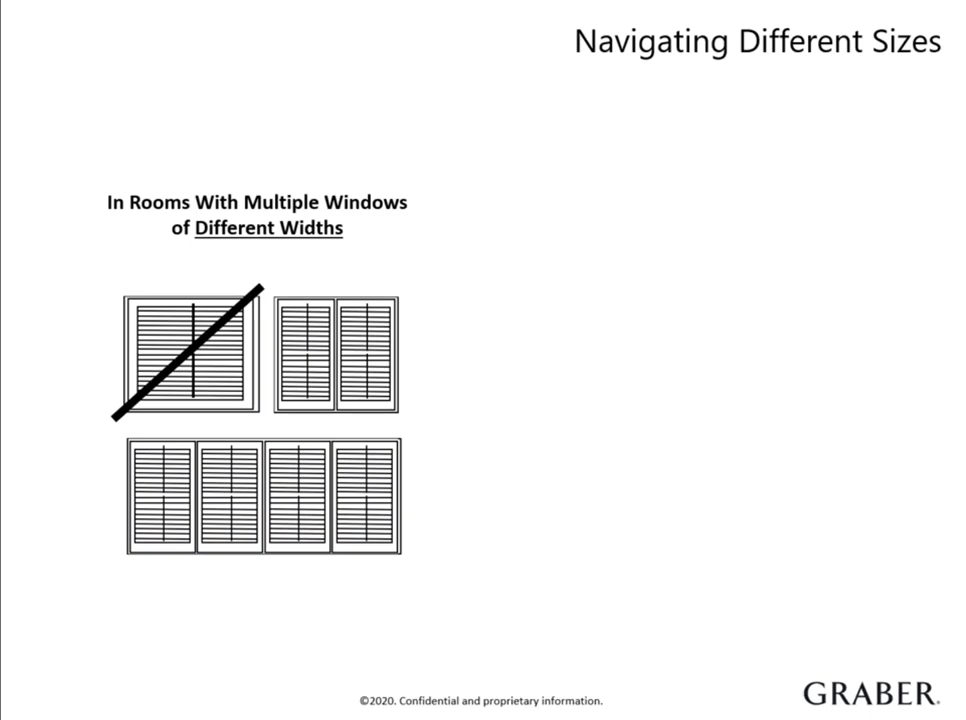 Navigating Different Sizes
In Rooms With Multiple Windows
of Different Widths
©2020. Confidential and proprietary information.
GRABER.